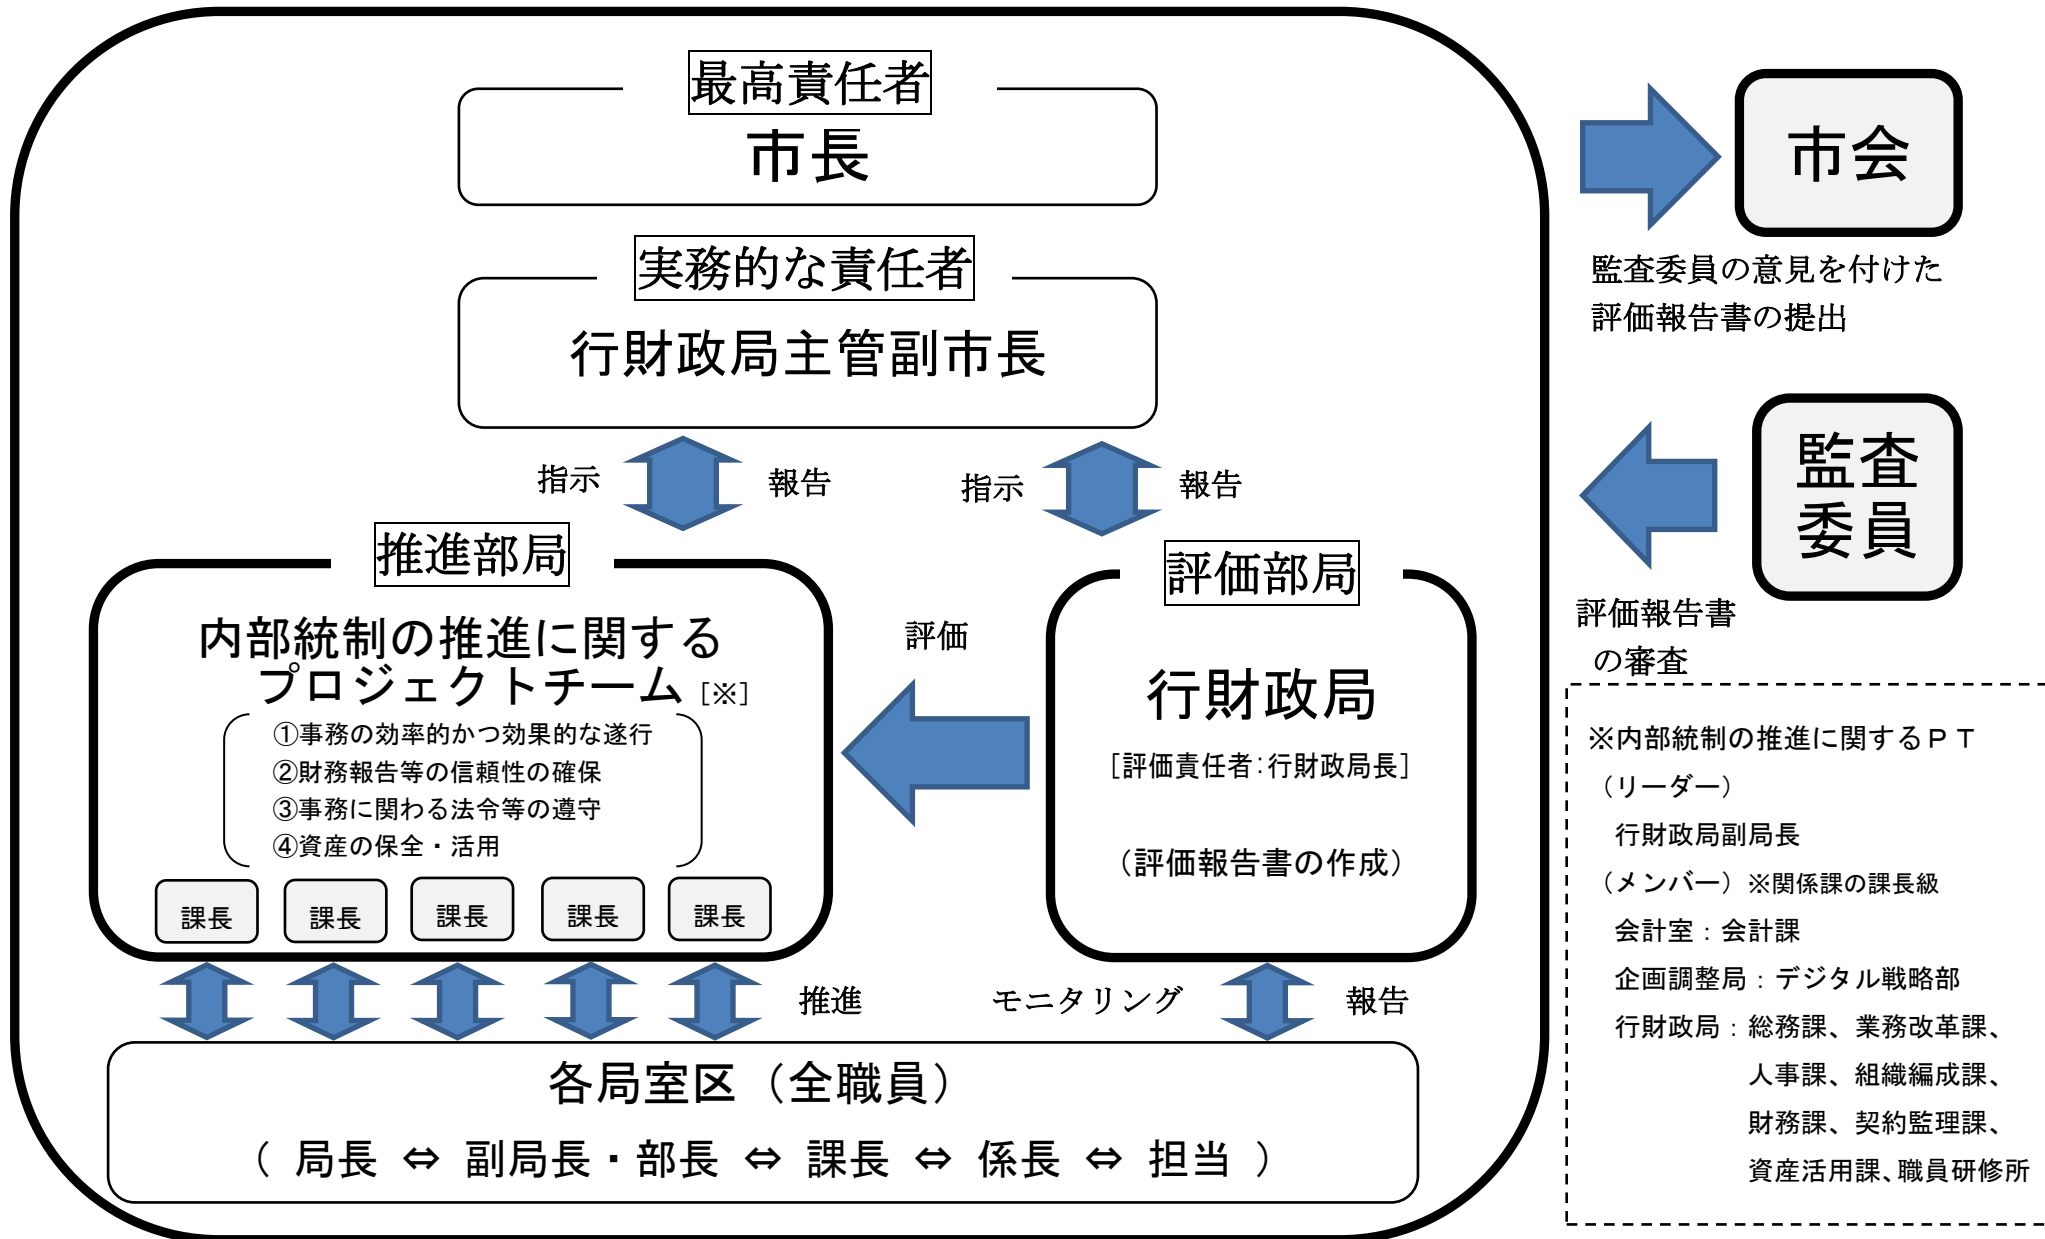 最高責任者
市長
実務的な責任者
行財政局主管副市長
指示
報告
指示
報告
推進部局
内部統制の推進に関する
プロジェクトチーム［※］
①事務の効率的かつ効果的な遂行
②財務報告等の信頼性の確保
③事務に関わる法令等の遵守
④資産の保全・活用
課長
課長
課長
課長
課長
評価
評価部局
行財政局
［評価責任者：行財政局長］
（評価報告書の作成）
推進
モニタリング
報告
各局室区（全職員）
（ 局長 ⇔ 副局長・部長 ⇔ 課長 ⇔ 係長 ⇔ 担当 ）
市会
監査委員の意見を付けた
評価報告書の提出
監査
委員
評価報告書
の審査
※内部統制の推進に関するＰＴ
（リーダー）
行財政局副局長
（メンバー）※関係課の課長級
会計室：会計課
企画調整局：デジタル戦略部
行財政局：総務課、業務改革課、
人事課、組織編成課、
財務課、契約監理課、
資産活用課、職員研修所